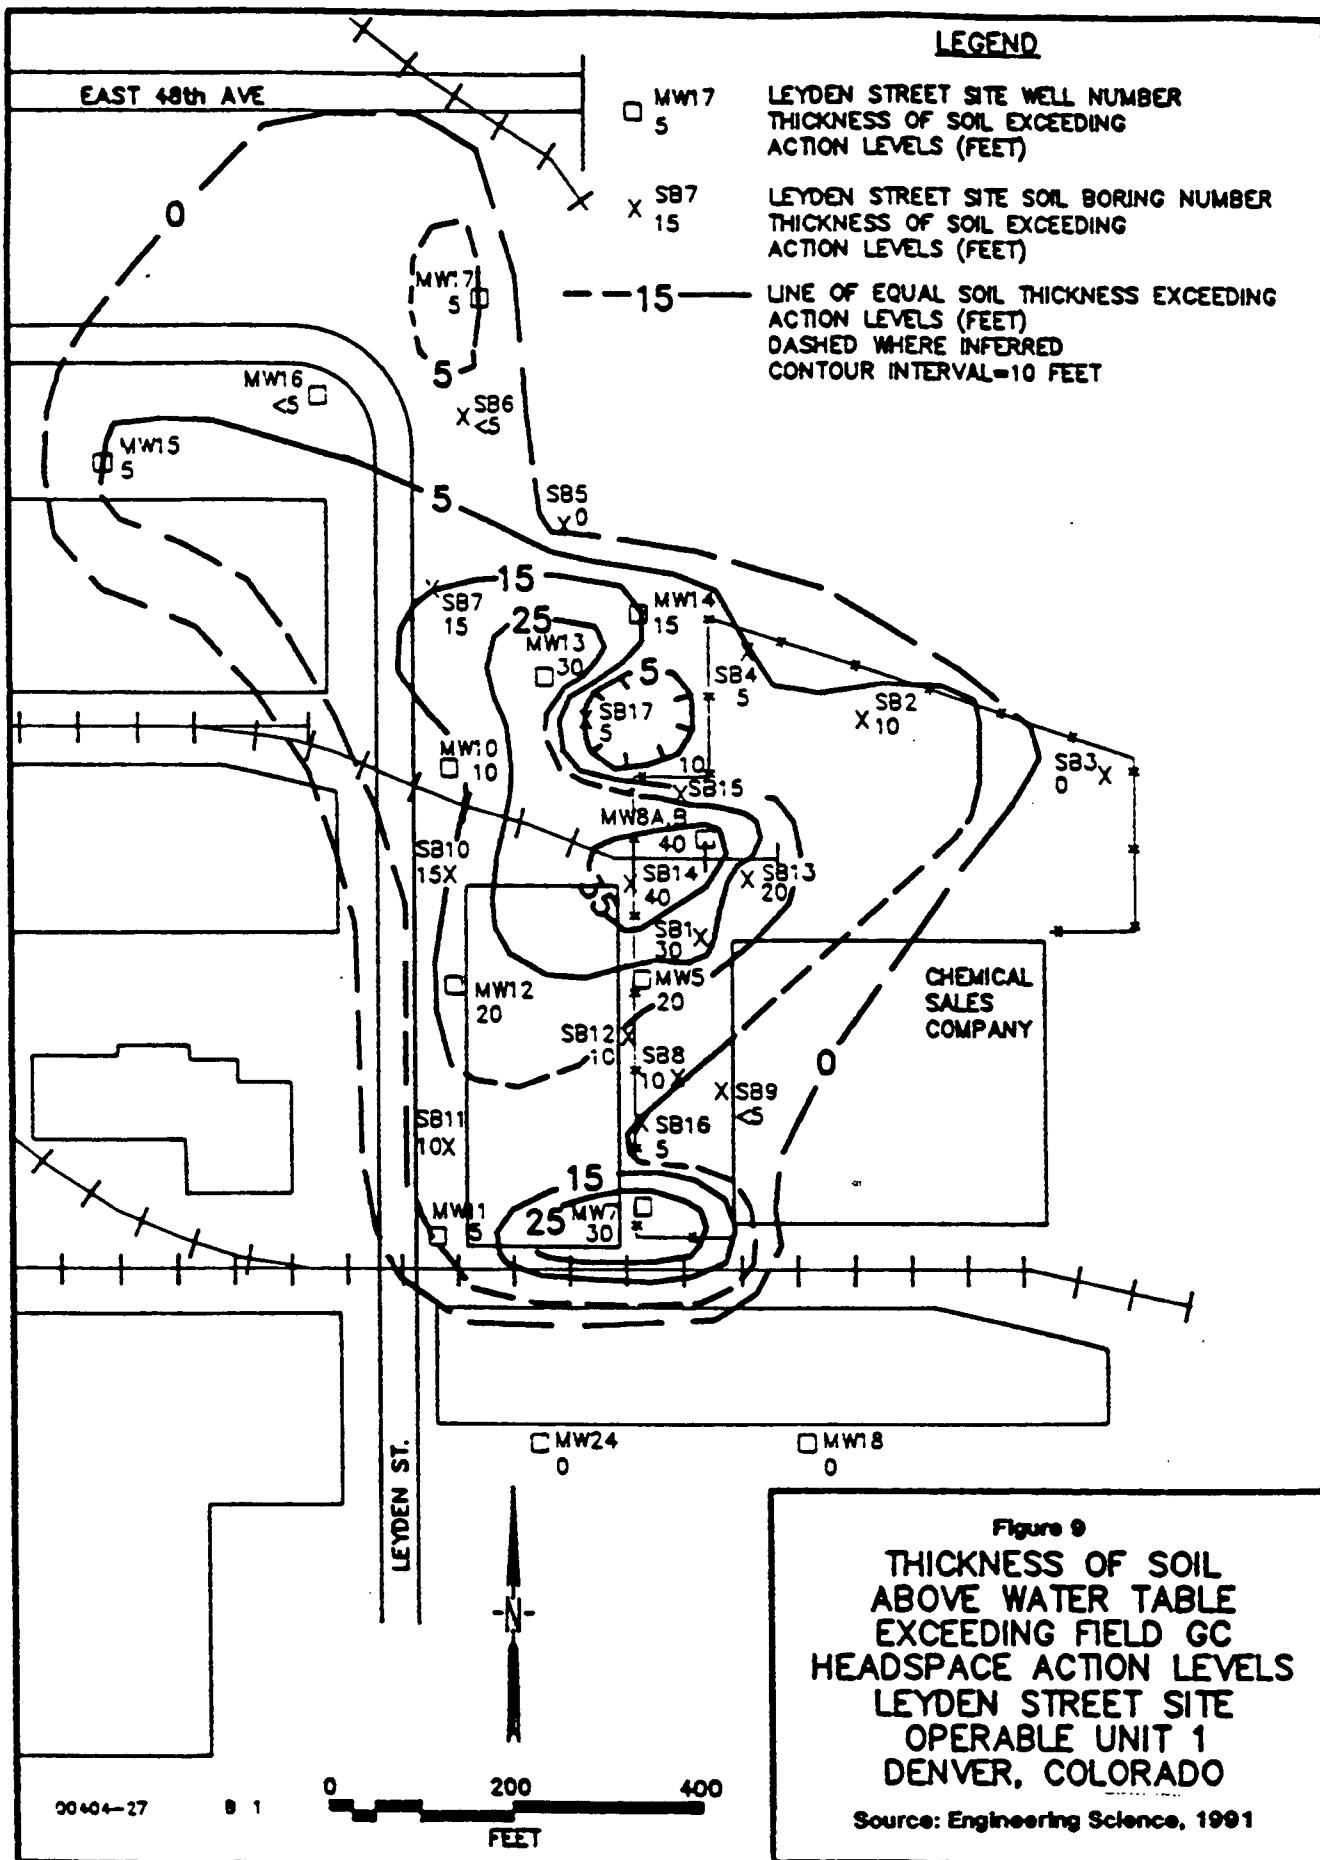 LEGEND
EAST 48th AVE
MW17
5
LEYDEN STREET SITE WELL NUMBER
THICKNESS OF SOIL EXCEEDING
ACTION LEVELS (FEET)
SB7
15
LEYDEN STREET SITE SOIL BORING NUMBER
THICKNESS OF SOIL EXCEEDING
ACTION LEVELS (FEET)
15
LINE OF EQUAL SOIL THICKNESS EXCEEDING
ACTION LEVELS (FEET)
DASHED WHERE INFERRED
CONTOUR INTERVAL=10 FEET
0
MW17
5
5
MW16
<5
SB6
<5
MW15
5
5
SB5
0
15
SB7
15
MW14
15
25
MW13
30
5
SB4
5
SB17
5
SB2
10
MW10
10
10
SB15
SB3
0
MW8A,B
40
SB10
15
SB14
40
SB13
20
35
SB1
30
MW12
20
MW5
20
CHEMICAL
SALES
COMPANY
SB12
10
SB8
10
SB9
<5
0
SB11
10
SB16
5
15
MW11
5
25
MW7
30
MW24
0
MW18
0
LEYDEN ST.
N
0 200 400
FEET
00404-27 B 1
Figure 9
THICKNESS OF SOIL
ABOVE WATER TABLE
EXCEEDING FIELD GC
HEADSPACE ACTION LEVELS
LEYDEN STREET SITE
OPERABLE UNIT 1
DENVER, COLORADO
Source: Engineering Science, 1991